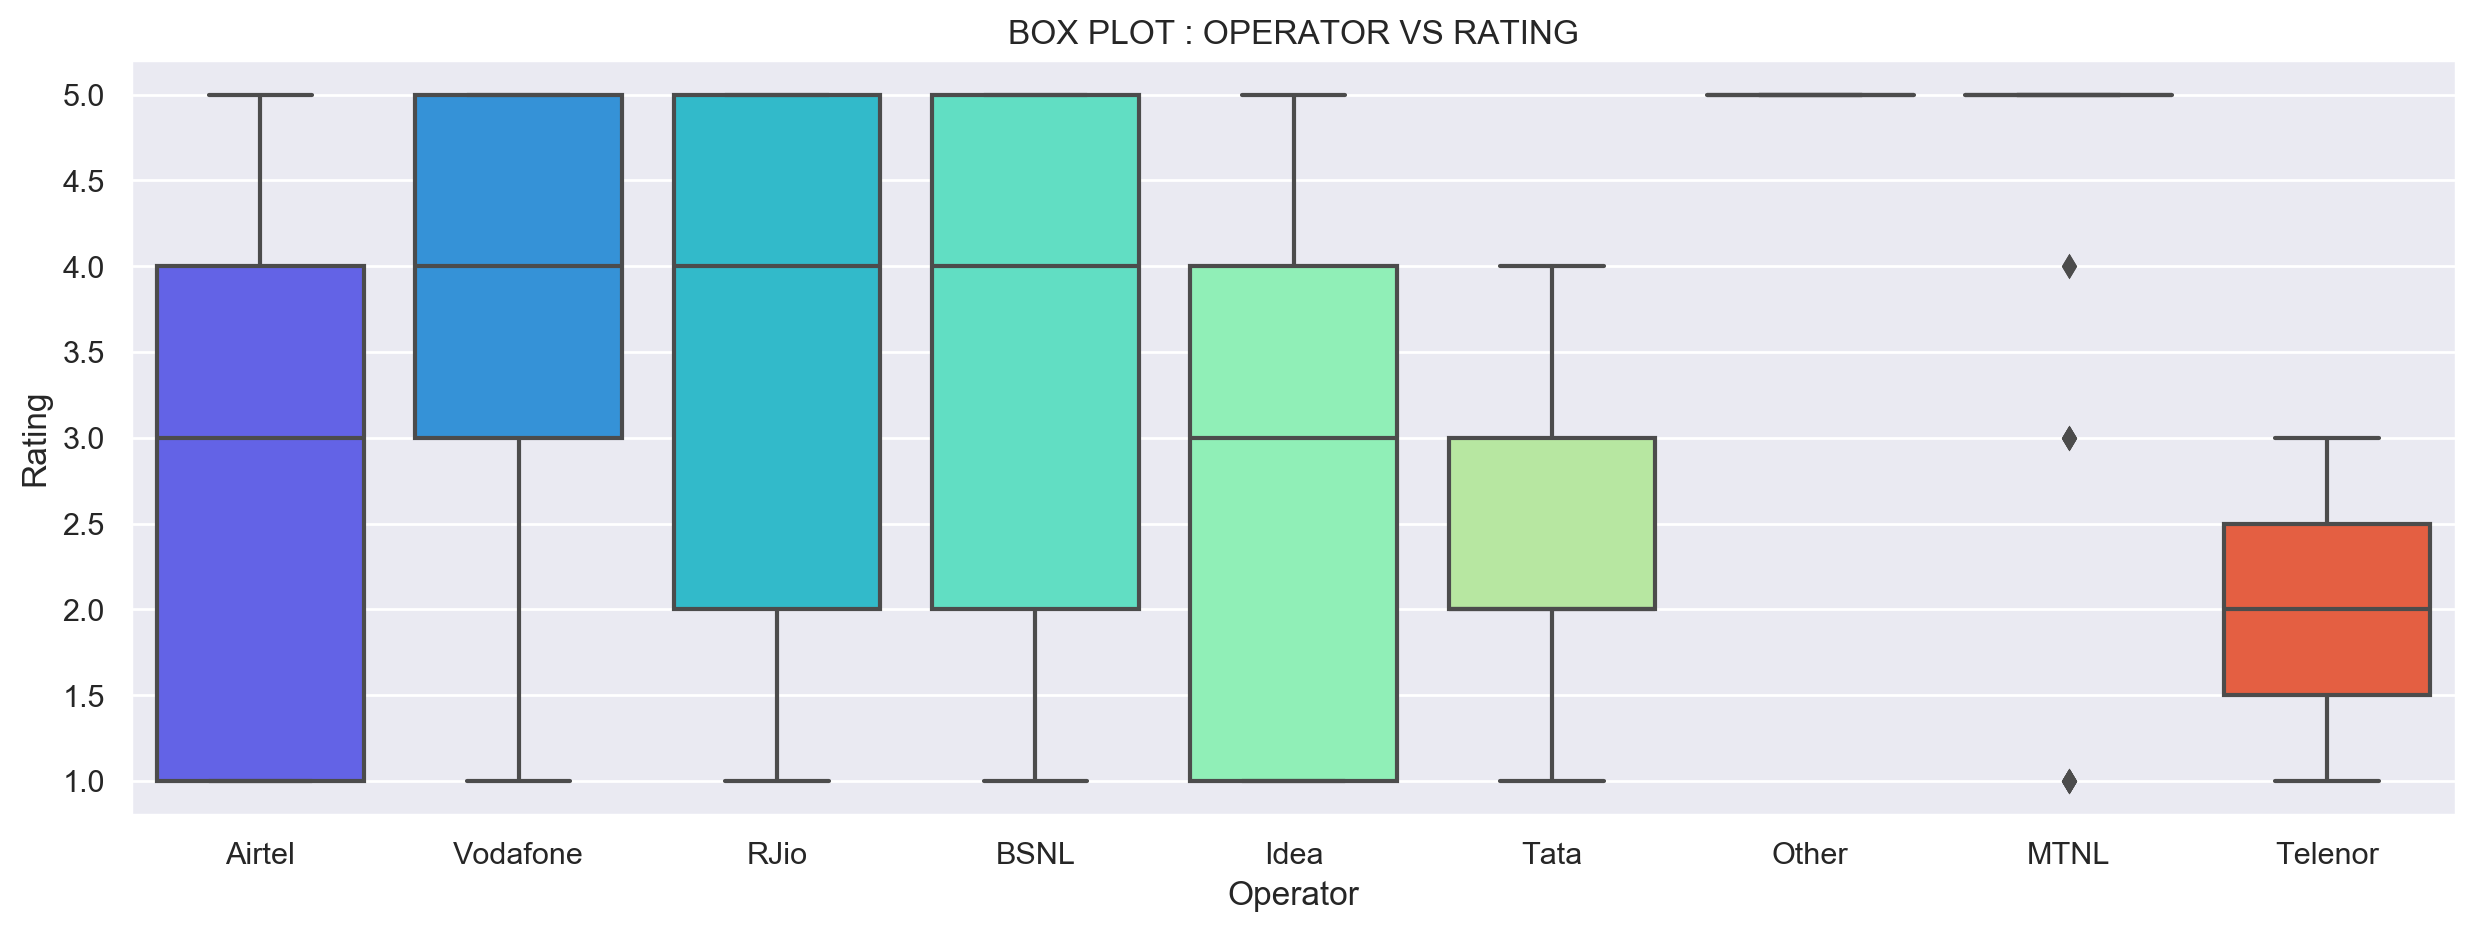 BOX PLOT : OPERATOR VS RATING
5.0
4.5
4.0
3.5
3.0
2.5
2.0
1.5
1.0
Rating
Airtel Vodafone RJio BSNL Idea Tata Other MTNL Telenor
Operator